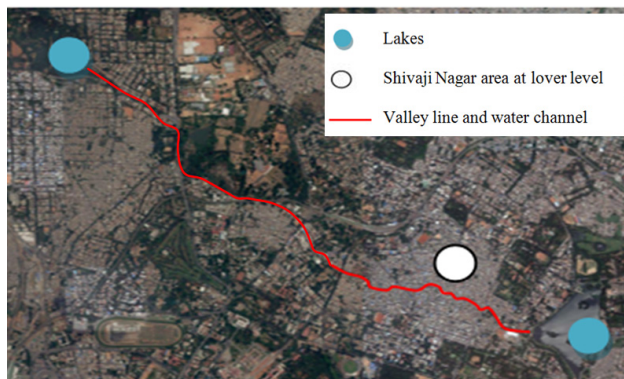 Lakes
Shivaji Nagar area at lover level
Valley line and water channel